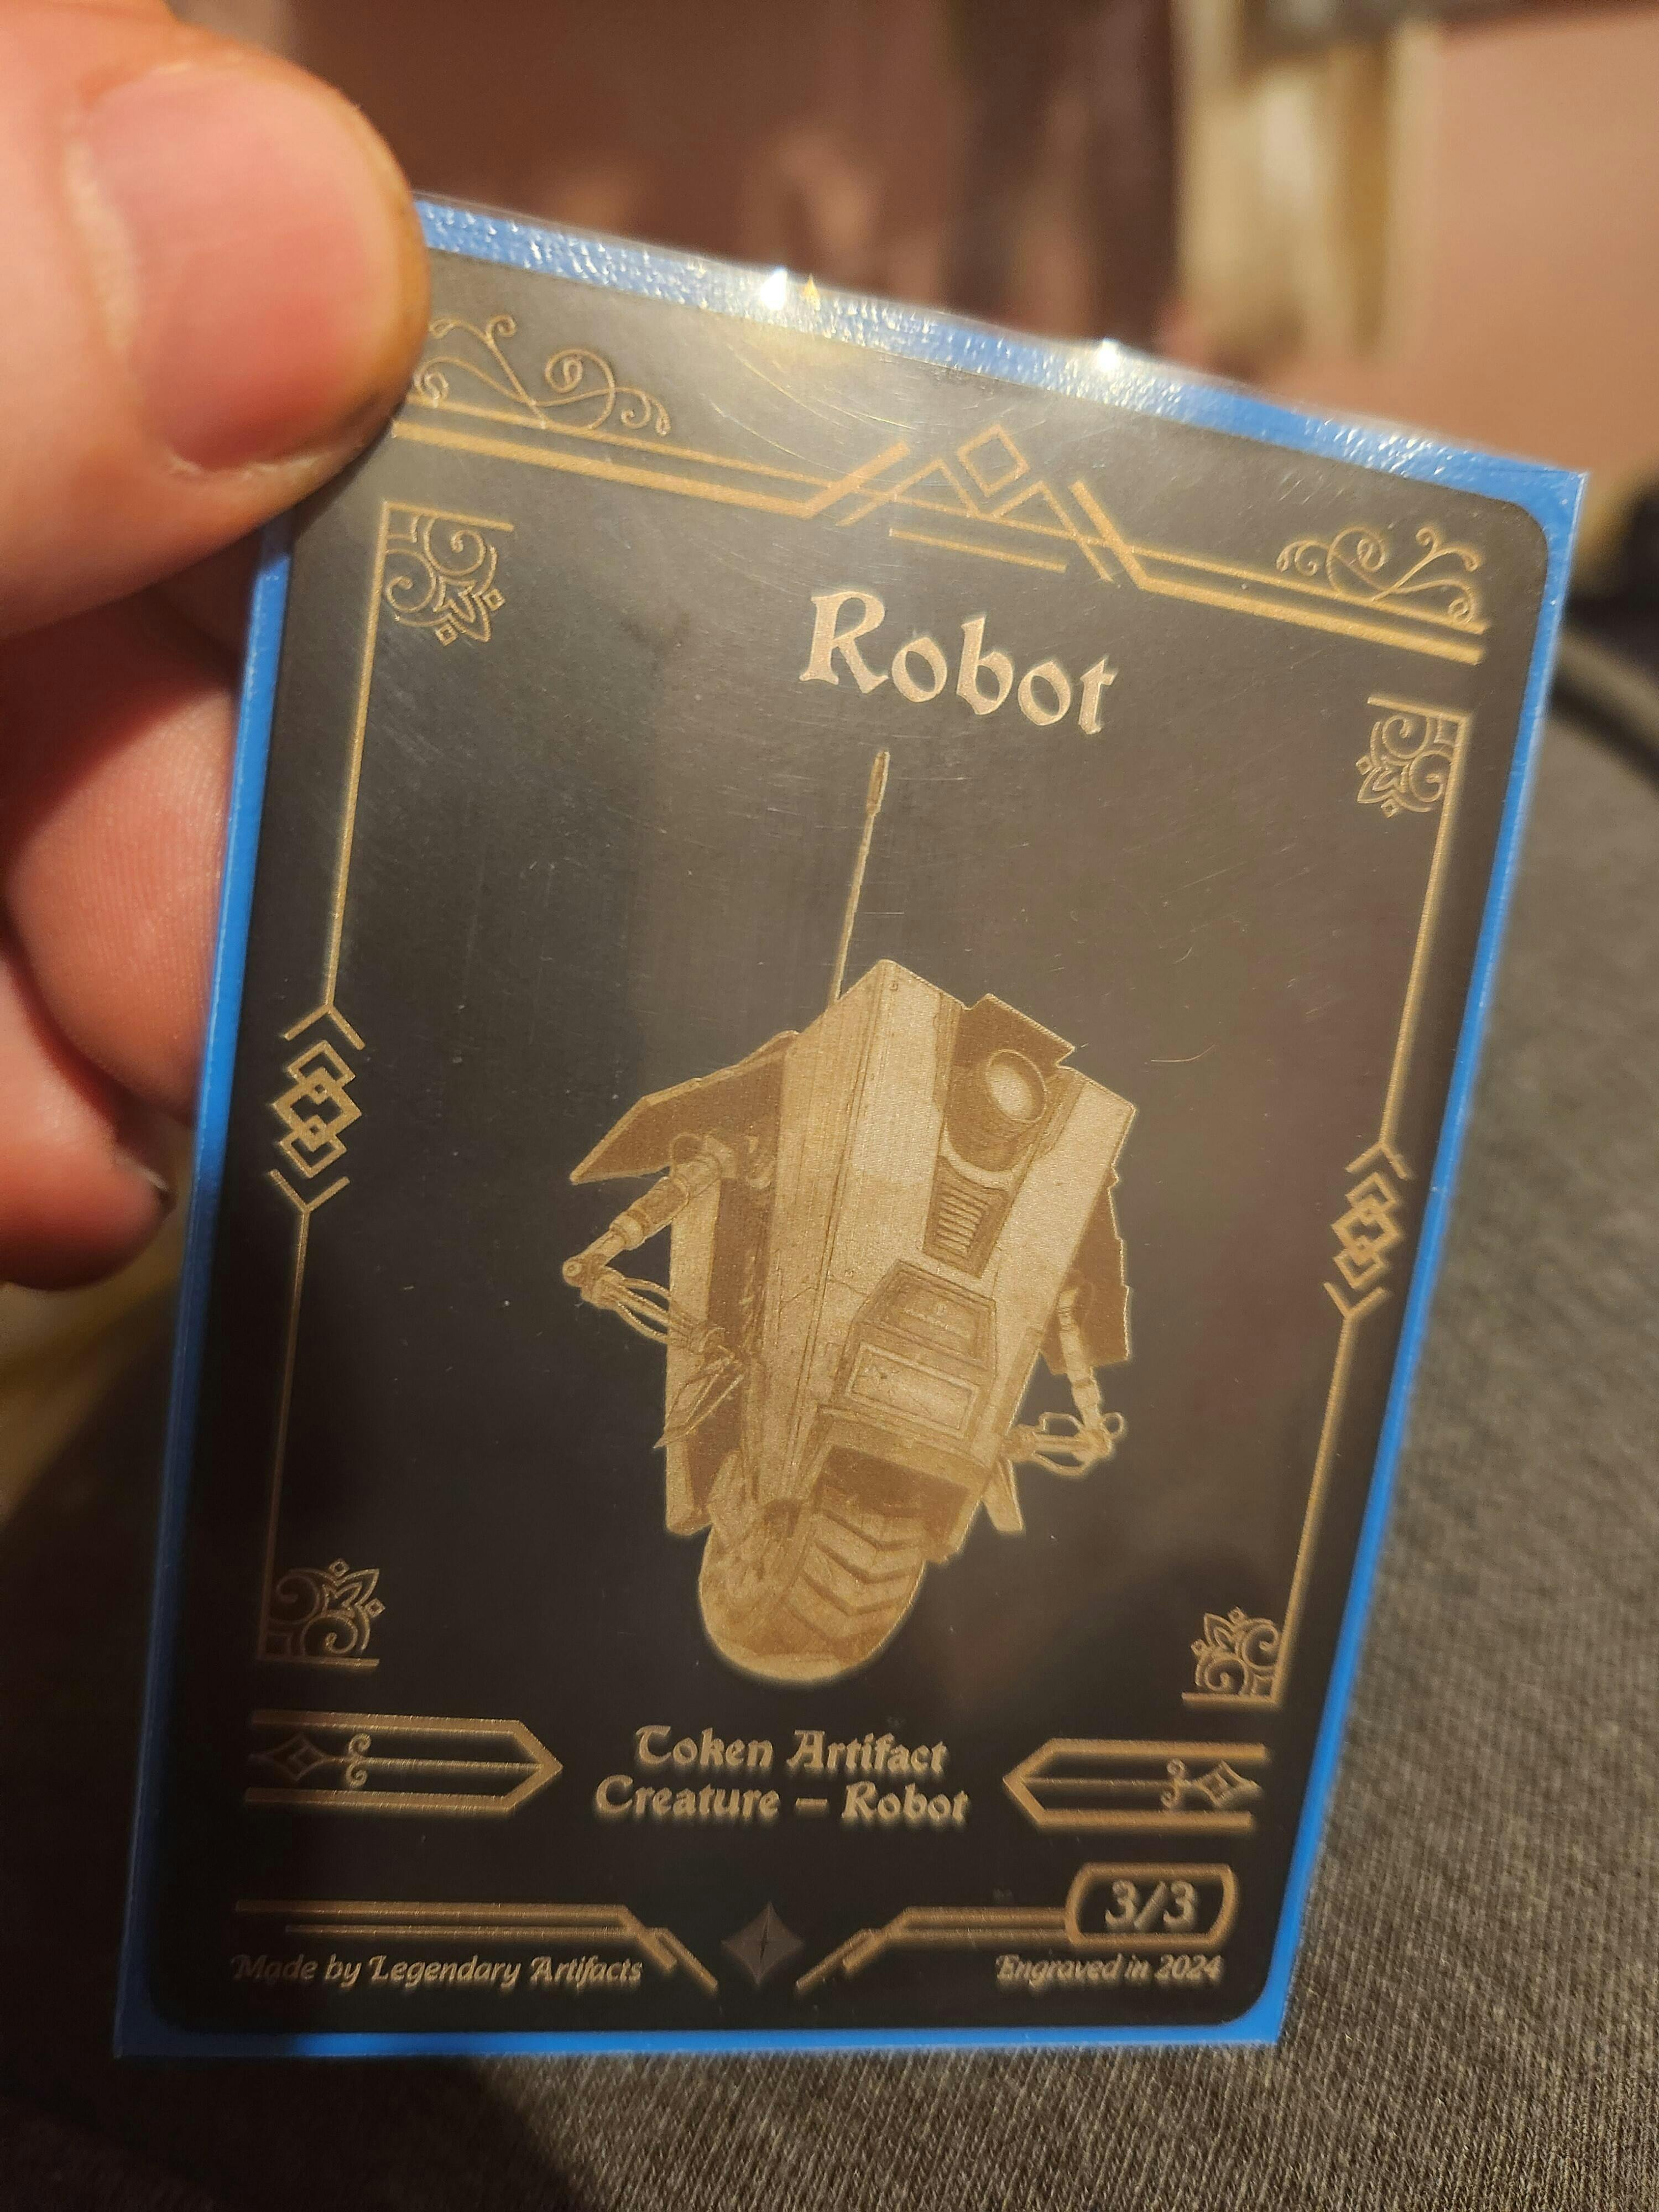 Robot
Token Artifact
Creature – Robot
3/3
Made by Legendary Artifacts
Engraved in 2024